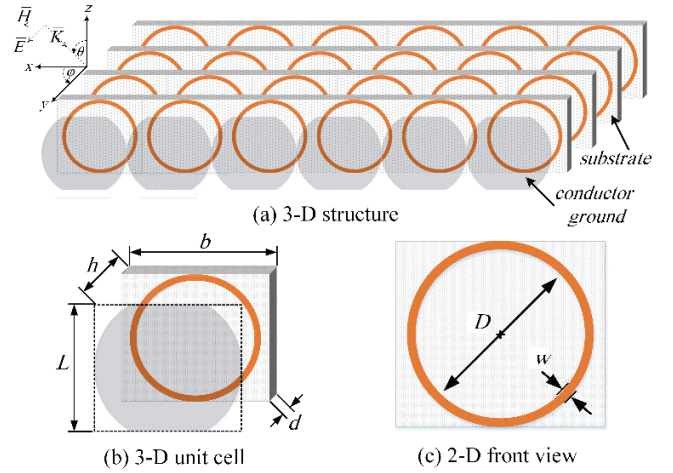 H̅
z
E̅ K̅ θ
x φ
y
substrate
conductor
ground
(a) 3-D structure
b
h
L
d
D
w
(b) 3-D unit cell
(c) 2-D front view